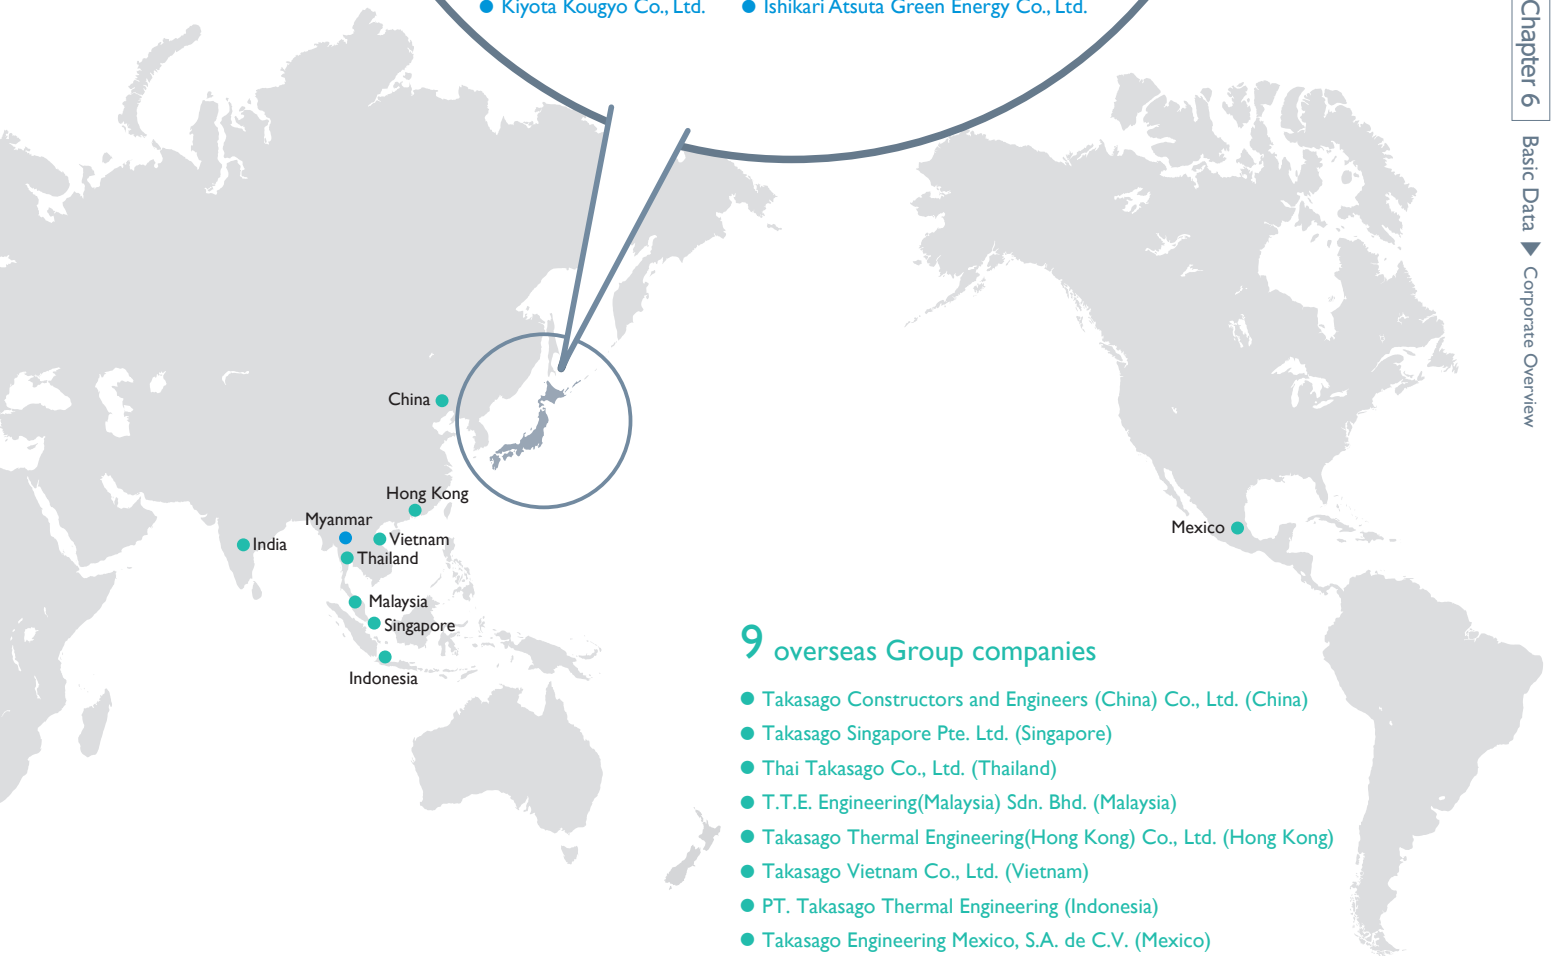 Kiyota Kougyo Co., Ltd.
Ishikari Atsuta Green Energy Co., Ltd.
Chapter 6
Basic Data ▶ Corporate Overview
China
Hong Kong
Myanmar
Vietnam
India
Thailand
Malaysia
Singapore
Indonesia
Mexico
9 overseas Group companies
● Takasago Constructors and Engineers (China) Co., Ltd. (China)
● Takasago Singapore Pte. Ltd. (Singapore)
● Thai Takasago Co., Ltd. (Thailand)
● T.T.E. Engineering(Malaysia) Sdn. Bhd. (Malaysia)
● Takasago Thermal Engineering(Hong Kong) Co., Ltd. (Hong Kong)
● Takasago Vietnam Co., Ltd. (Vietnam)
● PT. Takasago Thermal Engineering (Indonesia)
● Takasago Engineering Mexico, S.A. de C.V. (Mexico)